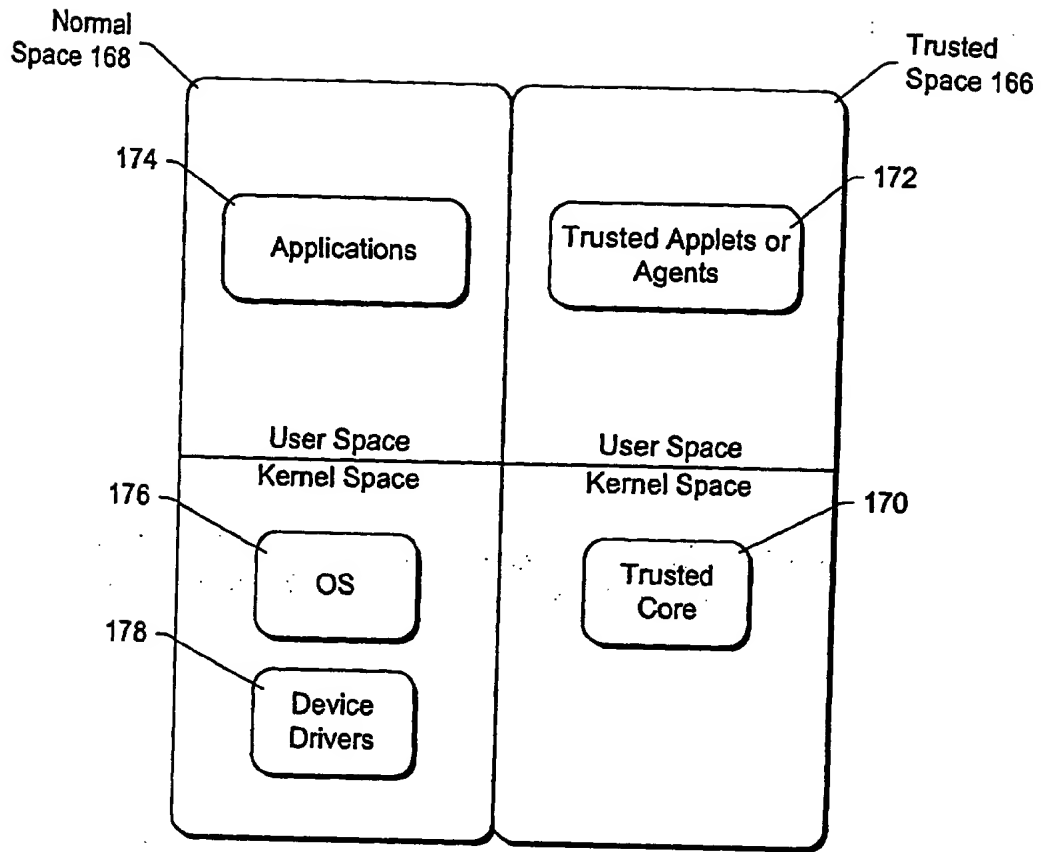 Normal
Space 168
Trusted
Space 166
174
172
Applications
Trusted Applets or
Agents
User Space
User Space
Kernel Space
Kernel Space
176
170
OS
Trusted
Core
178
Device
Drivers